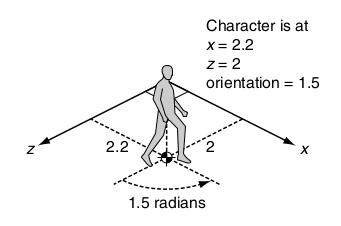 Character is at
x = 2.2
z = 2
orientation = 1.5
z
2.2
2
x
1.5 radians